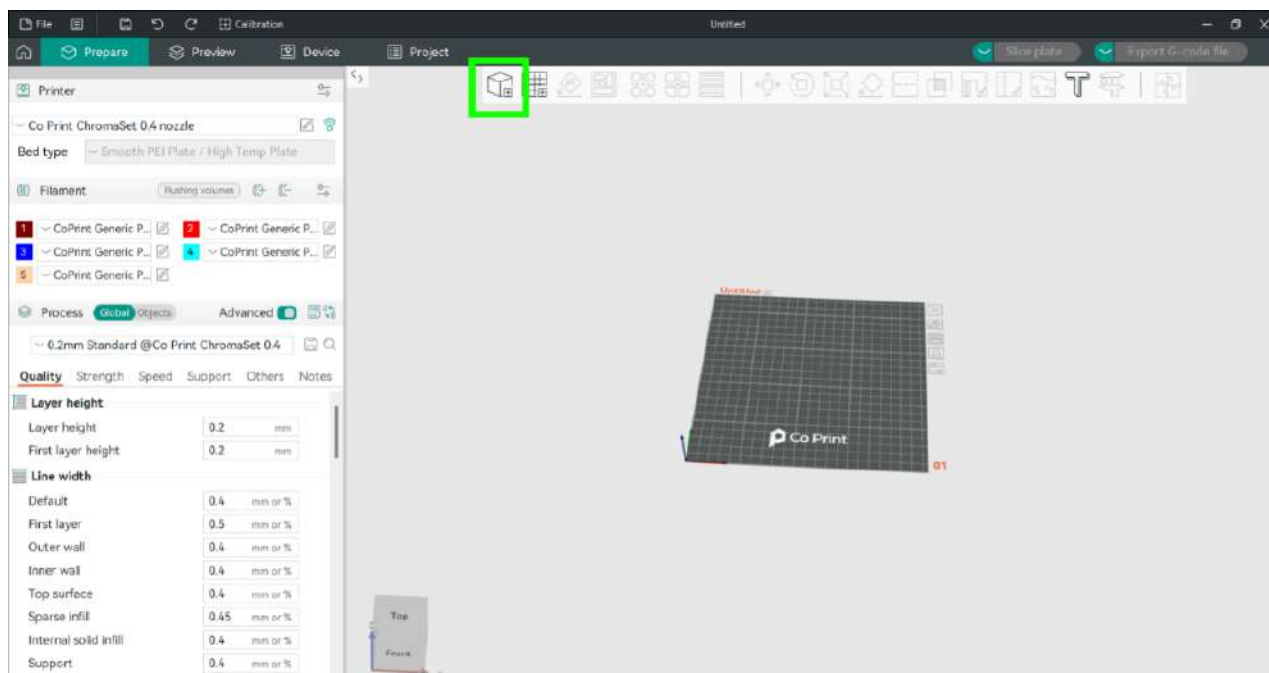 File
Calibration
Untitled
Prepare
Preview
Device
Project
Slice plate
Export G-code file
Printer
Co Print ChromaSet 0.4 nozzle
Bed type
Smooth PEI Plate / High Temp Plate
Filament
Flushing volumes
1 CoPrint Generic P...
2 CoPrint Generic P...
3 CoPrint Generic P...
4 CoPrint Generic P...
5 CoPrint Generic P...
Process
Global Objects
Advanced
0.2mm Standard @Co Print ChromaSet 0.4
Quality Strength Speed Support Others Notes
Layer height
Layer height 0.2 mm
First layer height 0.2 mm
Line width
Default 0.4 mm or %
First layer 0.5 mm or %
Outer wall 0.4 mm or %
Inner wall 0.4 mm or %
Top surface 0.4 mm or %
Sparse infill 0.45 mm or %
Internal solid infill 0.4 mm or %
Support 0.4 mm or %
Untitled
Co Print
01
Top
Front